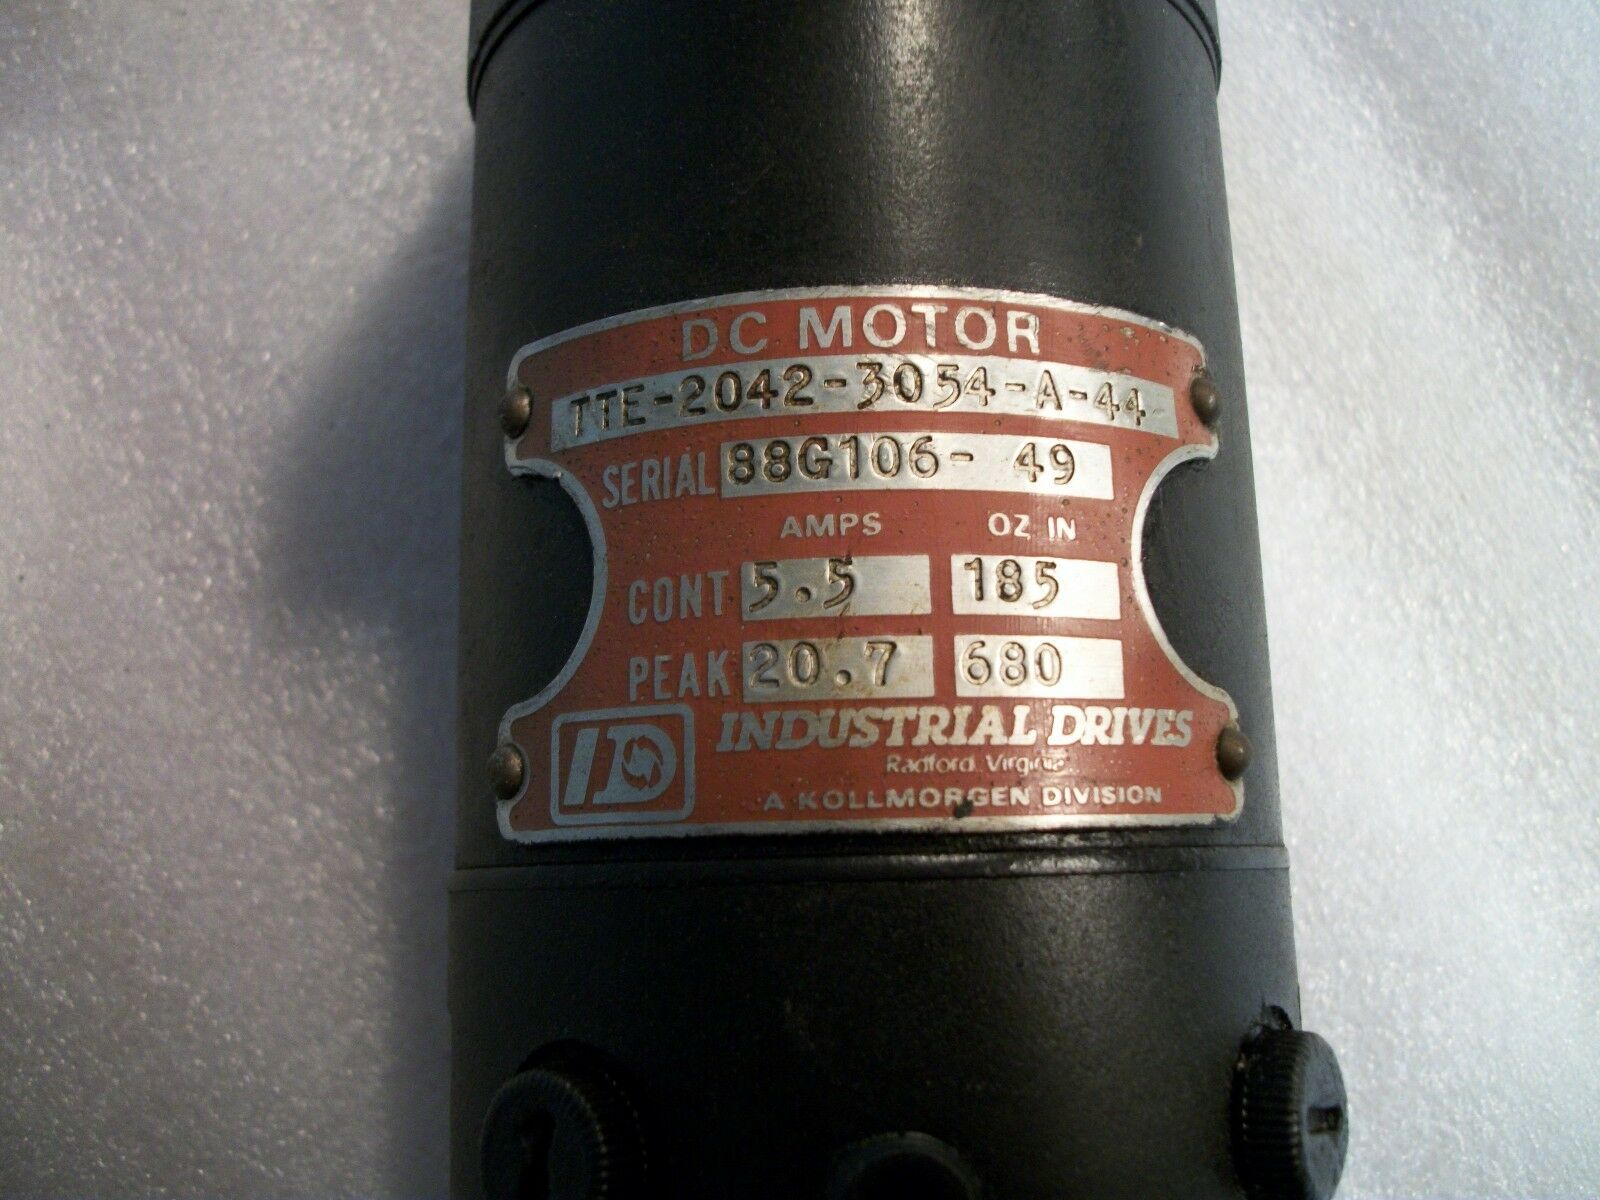 DC MOTOR
TTE-2042-3054-A-44
SERIAL 88G106- 49
AMPS OZ IN
CONT 5.5 185
PEAK 20.7 680
ID INDUSTRIAL DRIVES
Radford, Virginia
A KOLLMORGEN DIVISION